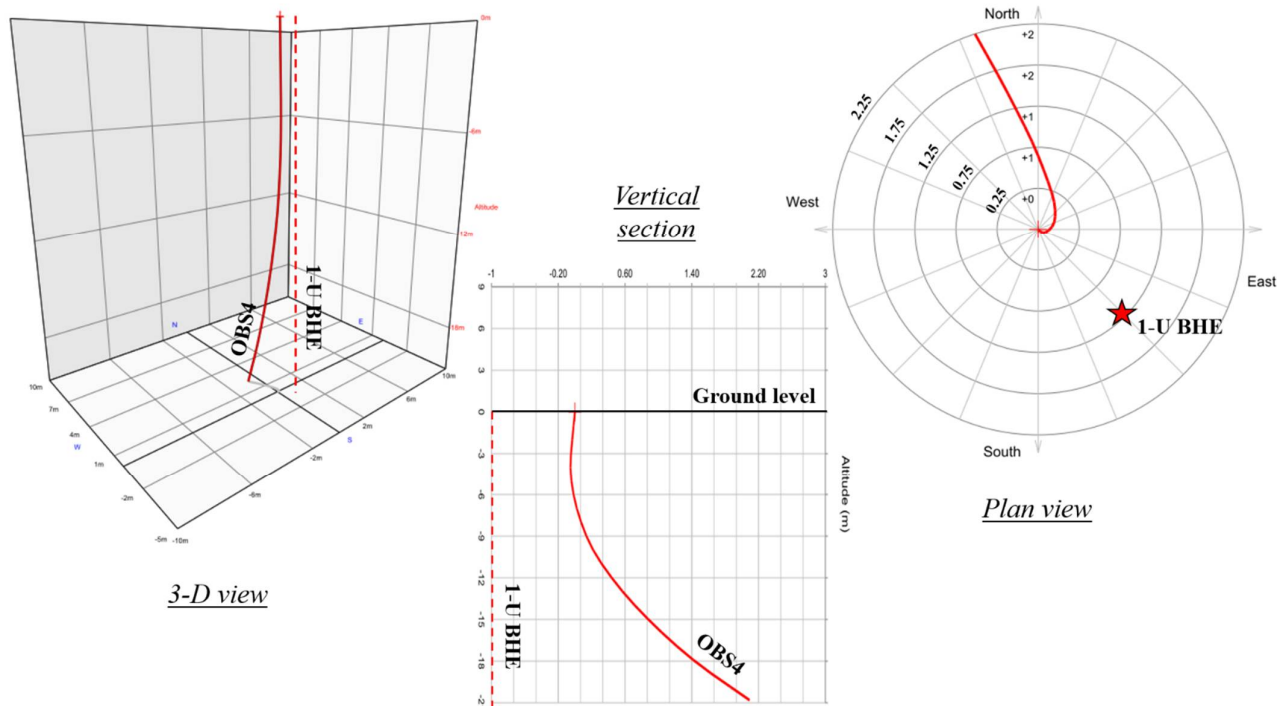 0m
-6m
Altitude
-12m
-18m
OBS4
1-U BHE
N
E
W
S
10m
7m
4m
1m
-2m
-5m
-10m
-6m
-2m
2m
6m
10m
3-D view
Vertical
section
-1
-0.20
0.60
1.40
2.20
3
9
6
3
0
-3
-6
-9
-12
-15
-18
-2
Ground level
Altitude (m)
1-U BHE
OBS4
North
+2
+2
+1
+1
+0
2.25
1.75
1.25
0.75
0.25
West
East
1-U BHE
South
Plan view